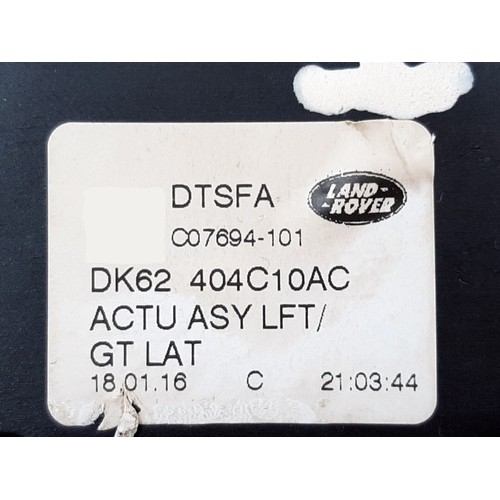 DTSFA
LAND-
-ROVER
C07694-101
DK62 404C10AC
ACTU ASY LFT/
GT LAT
18.01.16 C 21:03:44